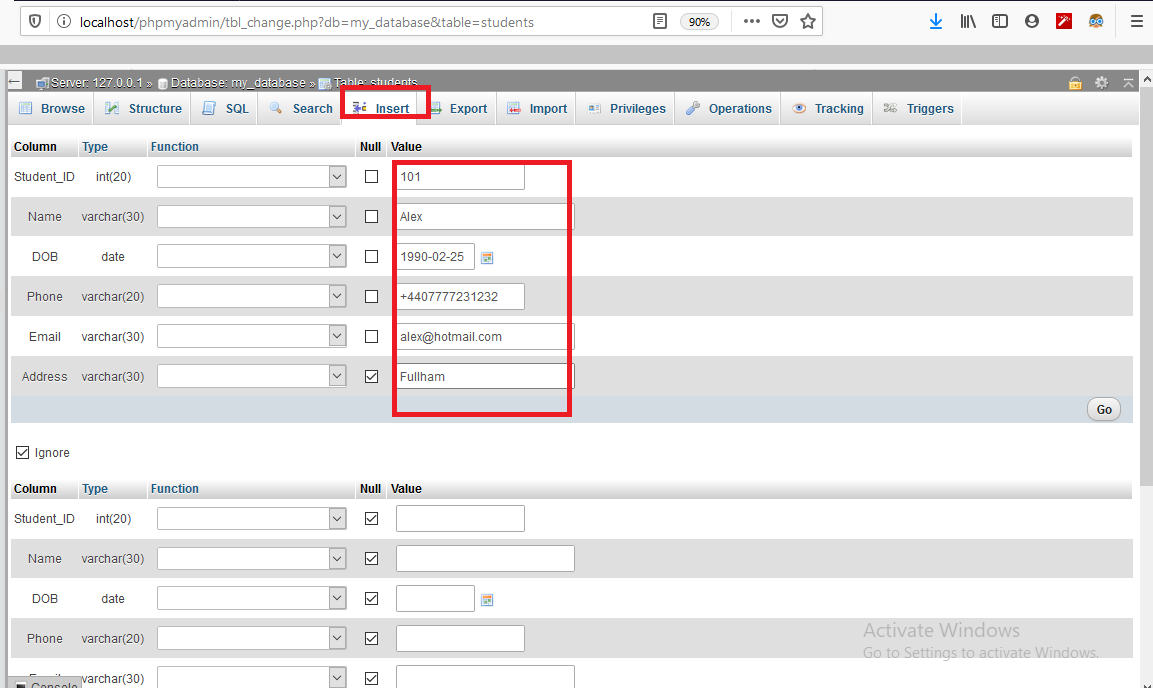 localhost/phpmyadmin/tbl_change.php?db=my_database&table=students 90%
Server: 127.0.0.1 » Database: my_database » Table: students
Browse Structure SQL Search Insert Export Import Privileges Operations Tracking Triggers
Column Type Function Null Value
Student_ID int(20) 101
Name varchar(30) Alex
DOB date 1990-02-25
Phone varchar(20) +4407777231232
Email varchar(30) alex@hotmail.com
Address varchar(30) Fullham
Go
Ignore
Column Type Function Null Value
Student_ID int(20)
Name varchar(30)
DOB date
Phone varchar(20)
Activate Windows
Go to Settings to activate Windows.
Email varchar(30)
Console